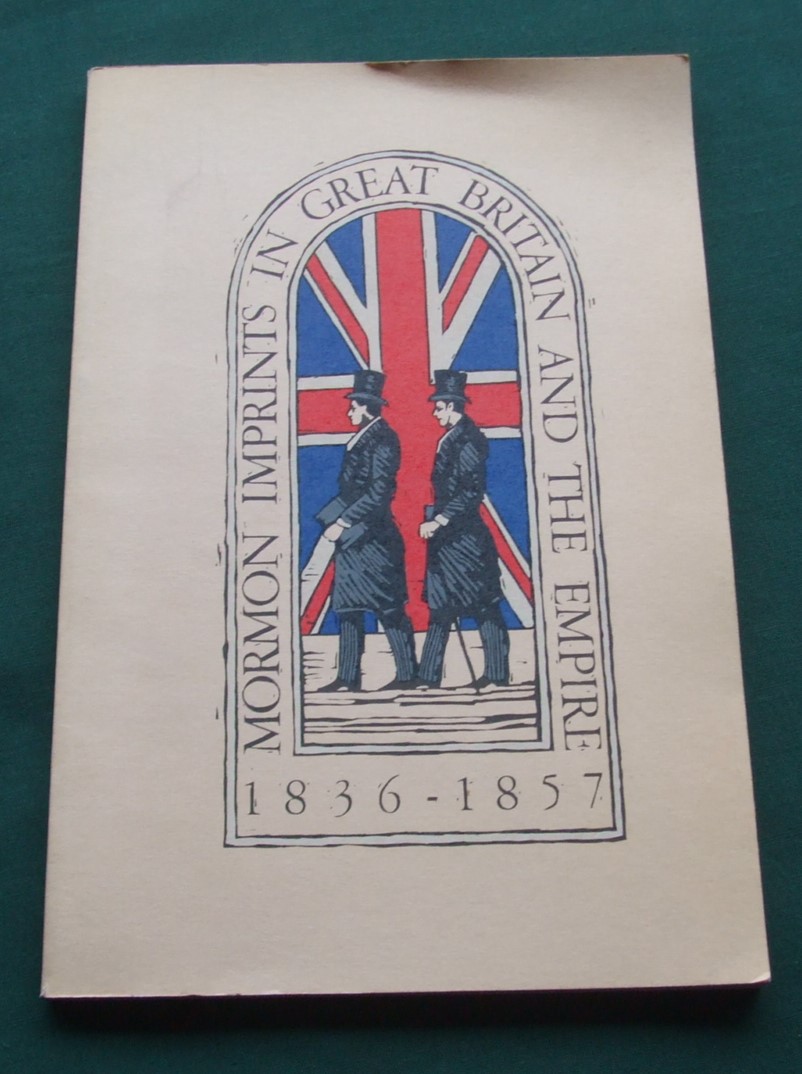 MORMON IMPRINTS IN GREAT BRITAIN AND THE EMPIRE
1836-1857